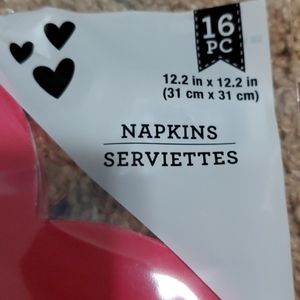 16
PC
12.2 in x 12.2 in
(31 cm x 31 cm)
NAPKINS
SERVIETTES